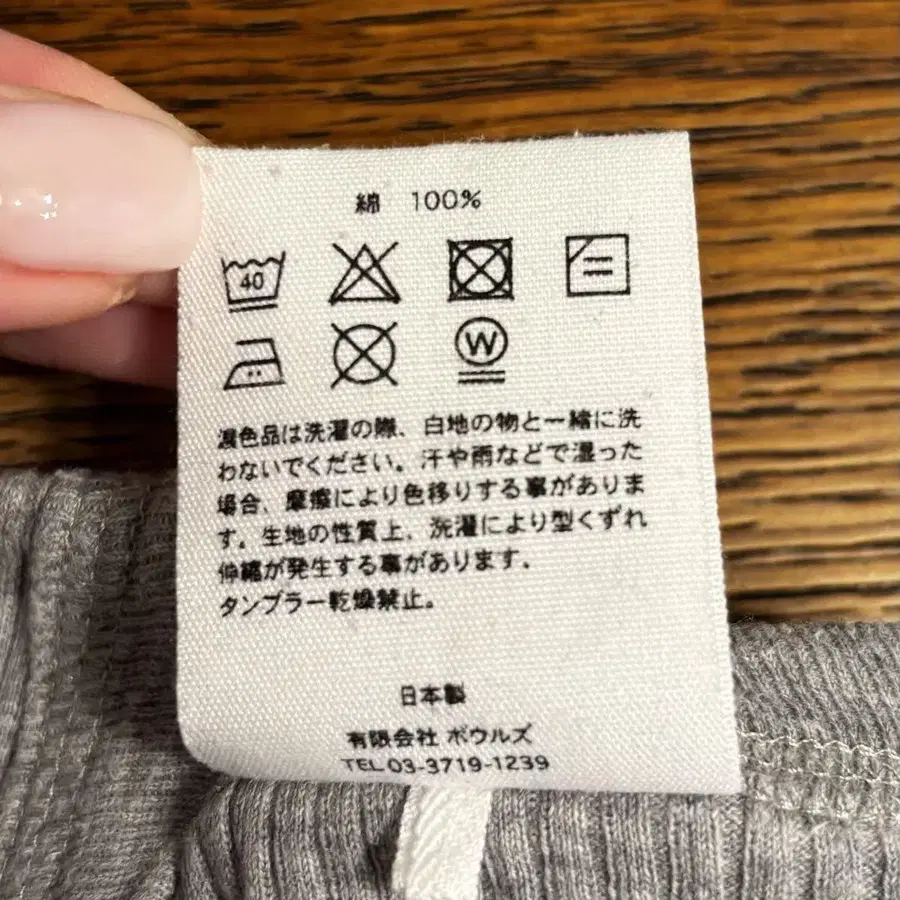 綿 100%
40
W
濃色品は洗濯の際、白地の物と一緒に洗
わないでください。汗や雨などで湿った
場合、摩擦により色移りする事がありま
す。生地の性質上、洗濯により型くずれ
伸縮が発生する事があります。
タンブラー乾燥禁止。
日本製
有限会社 ボウルズ
TEL 03-3719-1239